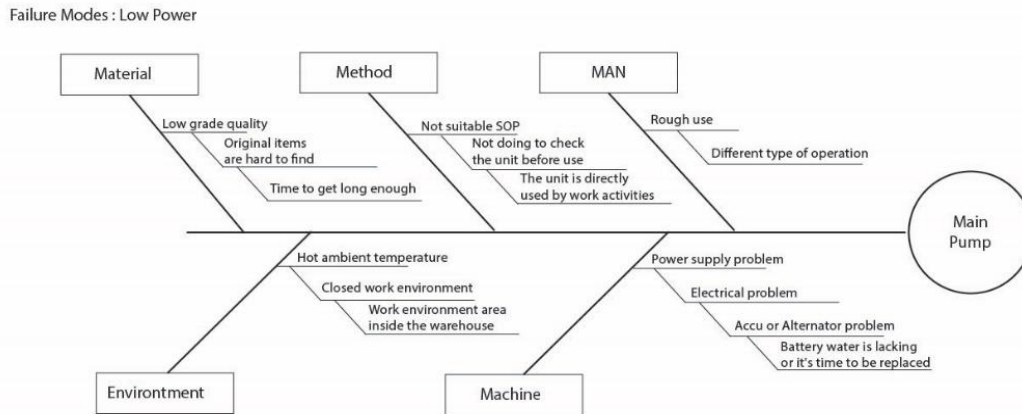 Failure Modes : Low Power
Material
Method
MAN
Low grade quality
Original items
are hard to find
Time to get long enough
Not suitable SOP
Not doing to check
the unit before use
The unit is directly
used by work activities
Rough use
Different type of operation
Main
Pump
Hot ambient temperature
Closed work environment
Work environment area
inside the warehouse
Power supply problem
Electrical problem
Accu or Alternator problem
Battery water is lacking
or it's time to be replaced
Environtment
Machine